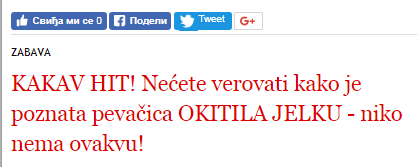 Свиђа ми се 0 Подели Tweet G+
ZABAVA
KAKAV HIT! Nećete verovati kako je
poznata pevačica OKITILA JELKU - niko
nema ovakvu!